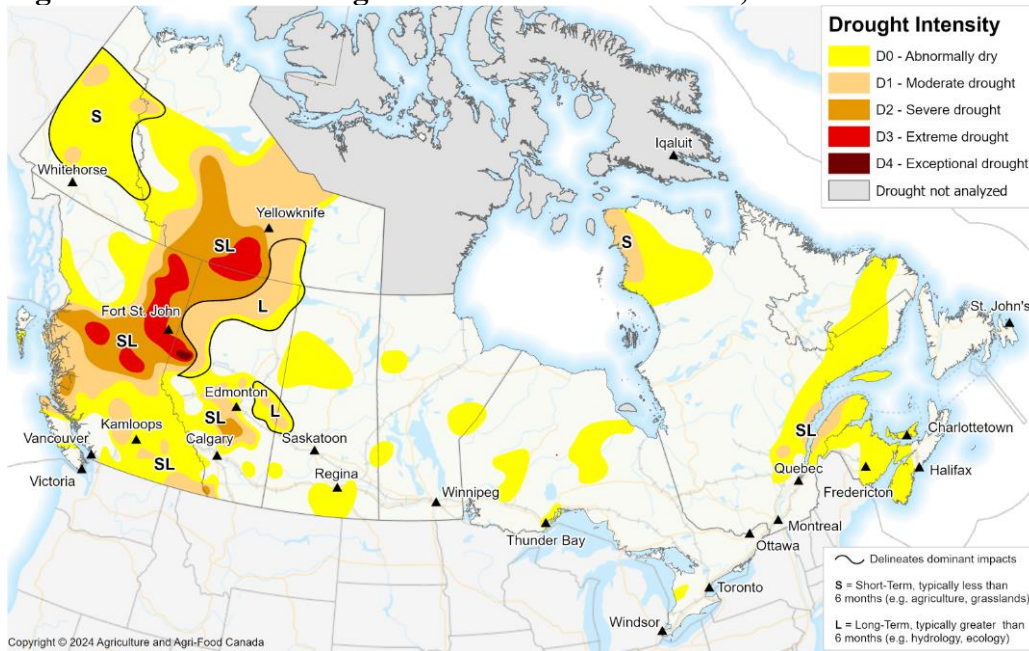 Drought Intensity
D0 - Abnormally dry
D1 - Moderate drought
D2 - Severe drought
D3 - Extreme drought
D4 - Exceptional drought
Drought not analyzed
S
Iqaluit
Whitehorse
Yellowknife
SL
S
L
Fort St. John
St. John's
SL
Edmonton
L
SL
Kamloops
Calgary
Saskatoon
Vancouver
SL
Regina
Victoria
Winnipeg
Thunder Bay
SL
Charlottetown
Quebec
Halifax
Fredericton
Montreal
Ottawa
Toronto
Windsor
Delineates dominant impacts
S = Short-Term, typically less than
6 months (e.g. agriculture, grasslands)
L = Long-Term, typically greater than
6 months (e.g. hydrology, ecology)
Copyright © 2024 Agriculture and Agri-Food Canada